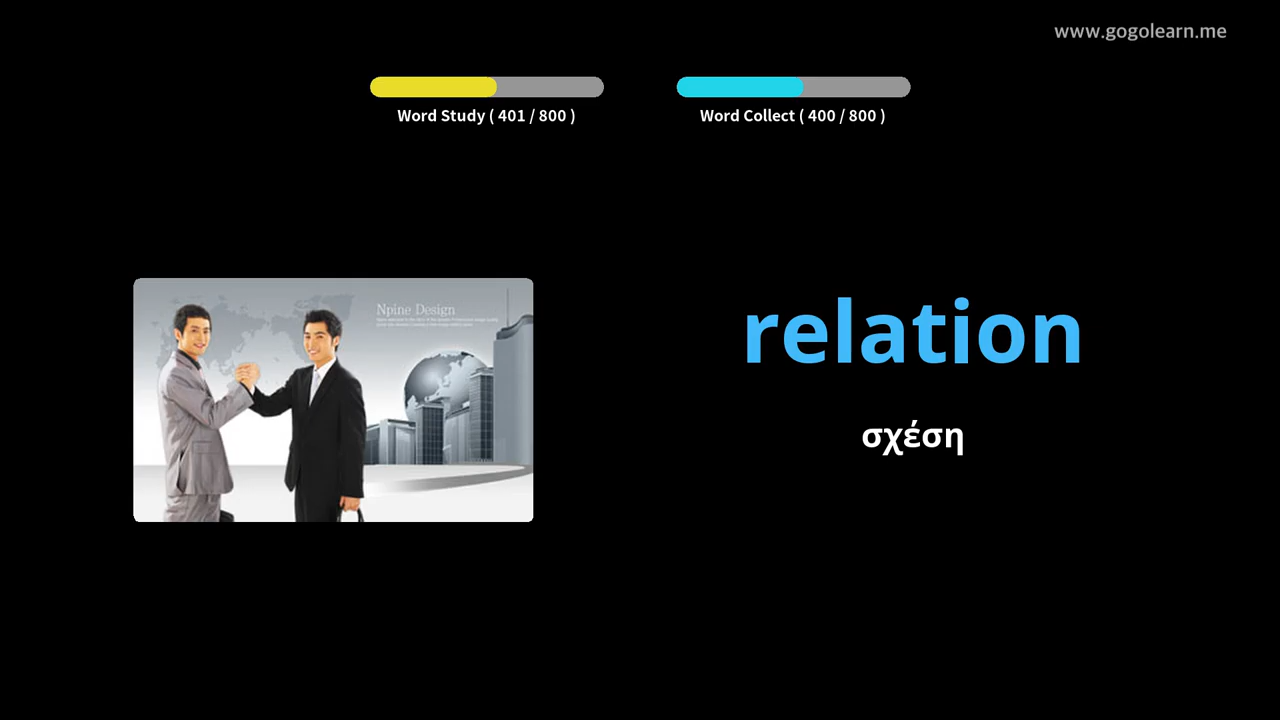 www.gogolearn.me
Word Study ( 401 / 800 )
Word Collect ( 400 / 800 )
Npine Design
relation
σχέση